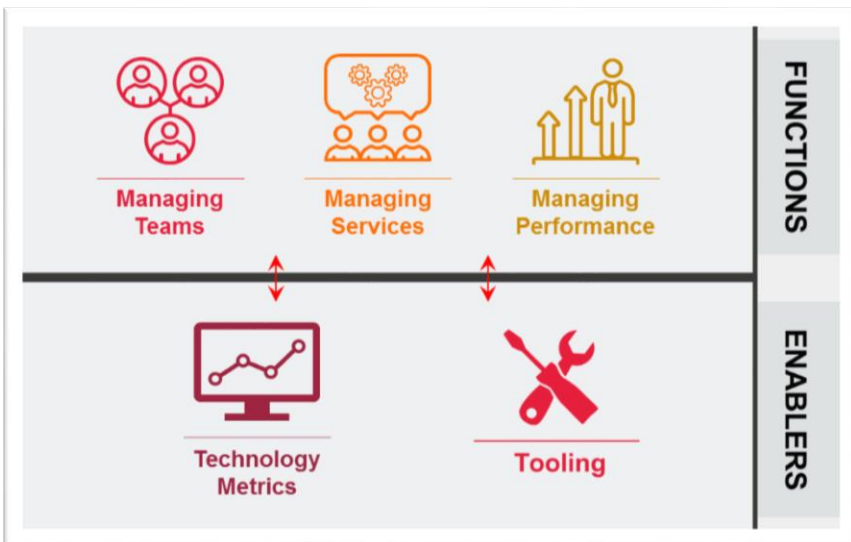 Managing
Teams
Managing
Services
Managing
Performance
FUNCTIONS
Technology
Metrics
Tooling
ENABLERS